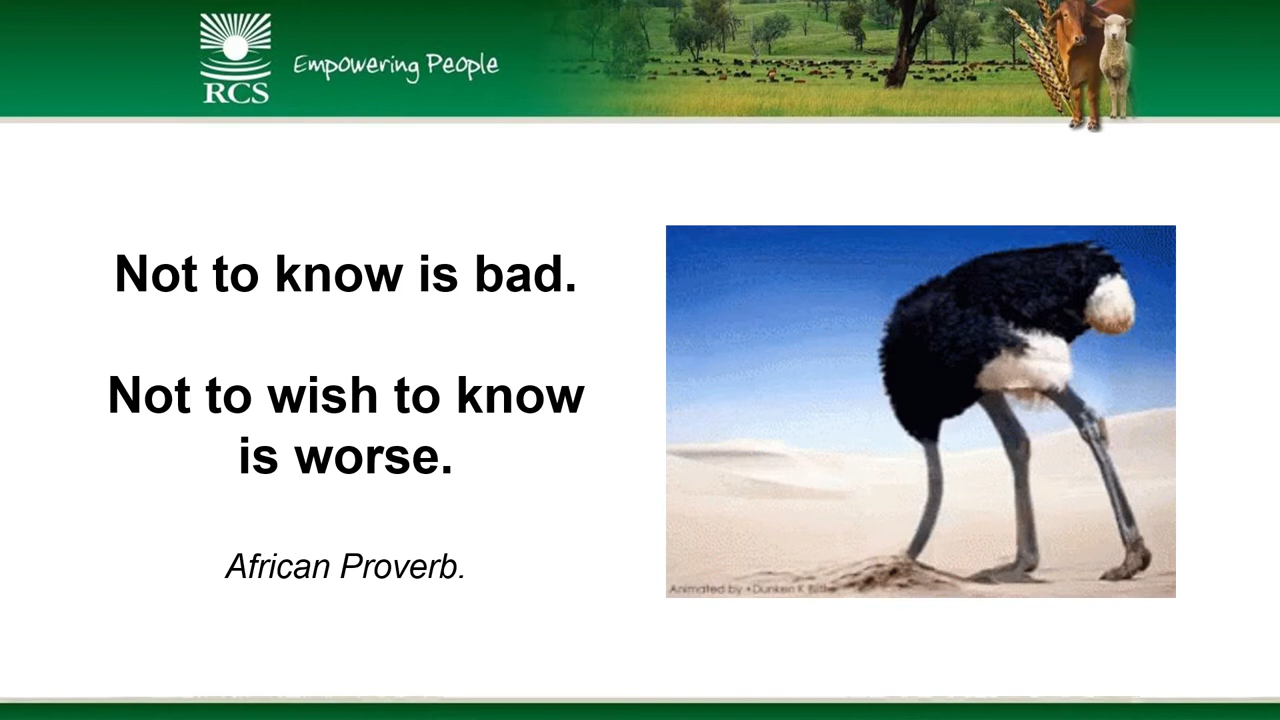 RCS
Empowering People
Not to know is bad.
Not to wish to know
is worse.
African Proverb.
Animated by •Dunken K